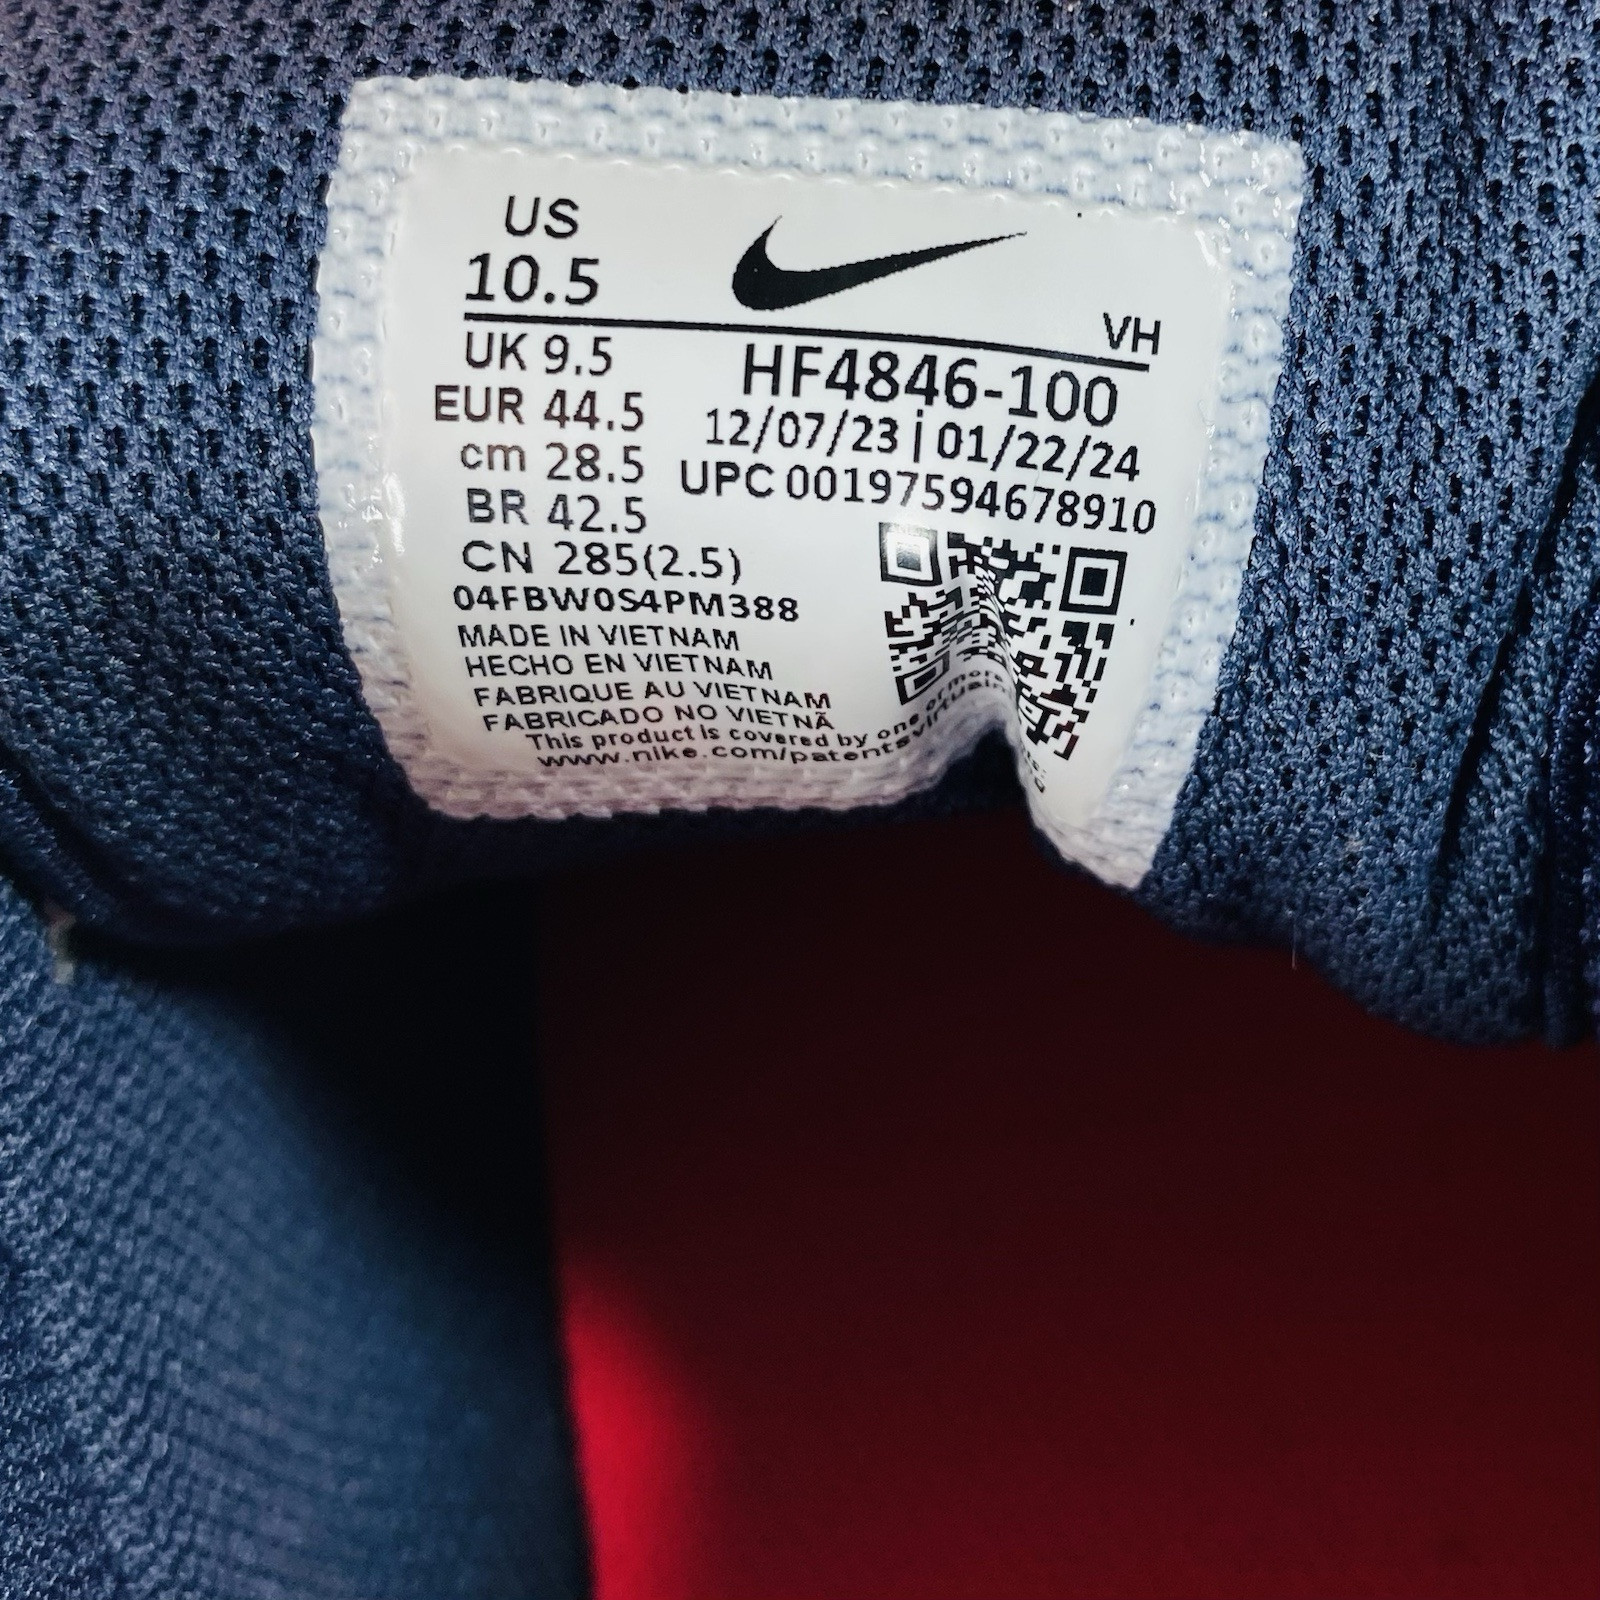 US
10.5
VH
UK 9.5
EUR 44.5
cm 28.5
BR 42.5
CN 285(2.5)
HF4846-100
12/07/23 | 01/22/24
UPC 00197594678910
04FBW0S4PM388
MADE IN VIETNAM
HECHO EN VIETNAM
FABRIQUE AU VIETNAM
FABRICADO NO VIETNÃ
This product is covered by one or more
www.nike.com/patents